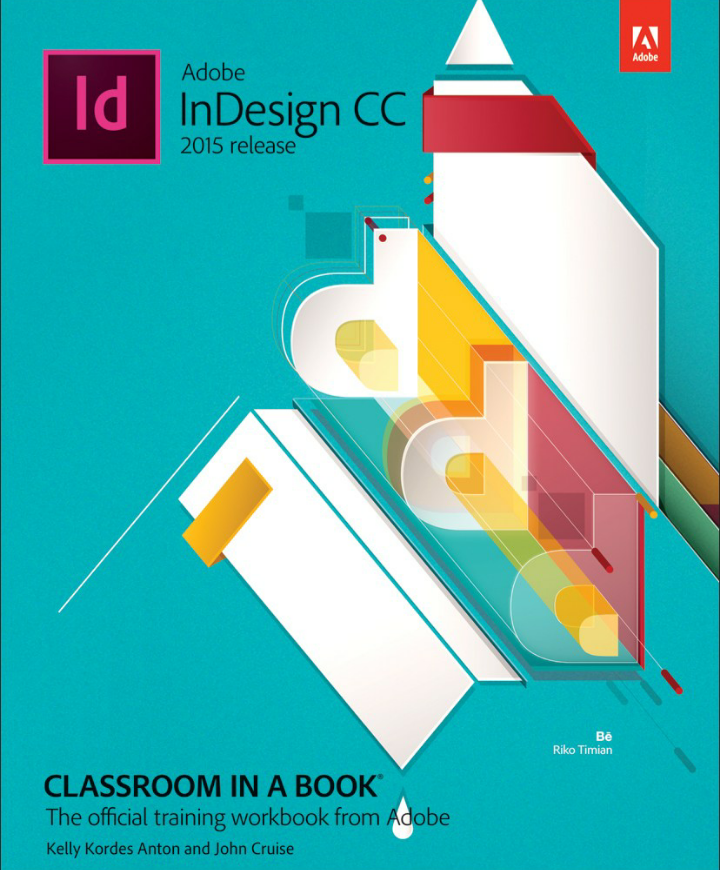 Adobe
Id
Adobe
InDesign CC
2015 release
Bē
Riko Timian
CLASSROOM IN A BOOK®
The official training workbook from Adobe
Kelly Kordes Anton and John Cruise